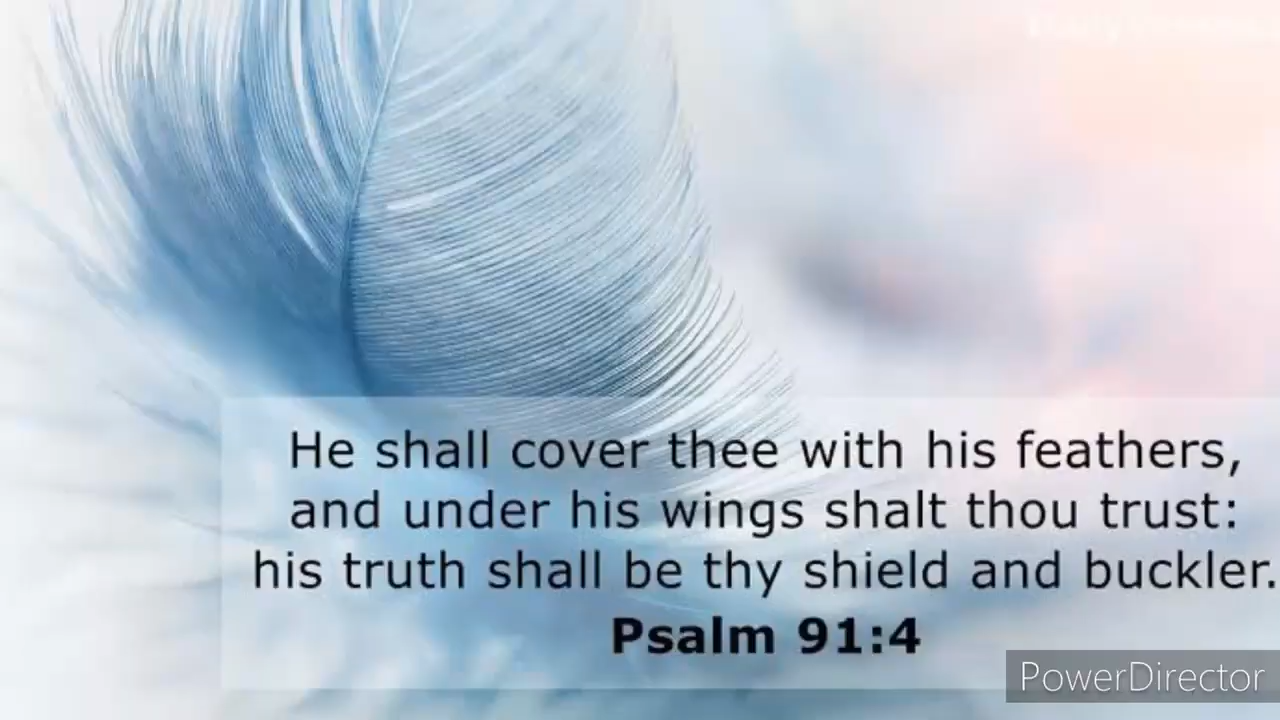 He shall cover thee with his feathers,
and under his wings shalt thou trust:
his truth shall be thy shield and buckler.
Psalm 91:4
PowerDirector